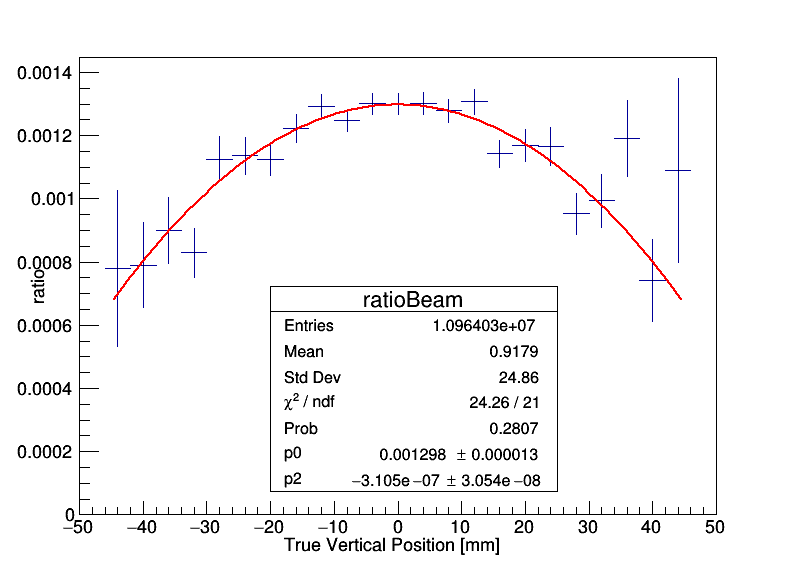 0.0014
0.0012
0.001
0.0008
0.0006
0.0004
0.0002
0
ratio
ratioBeam
Entries 1.096403e+07
Mean 0.9179
Std Dev 24.86
χ² / ndf 24.26 / 21
Prob 0.2807
p0 0.001298 ± 0.000013
p2 −3.105e−07 ± 3.054e−08
−50 −40 −30 −20 −10 0 10 20 30 40 50
True Vertical Position [mm]